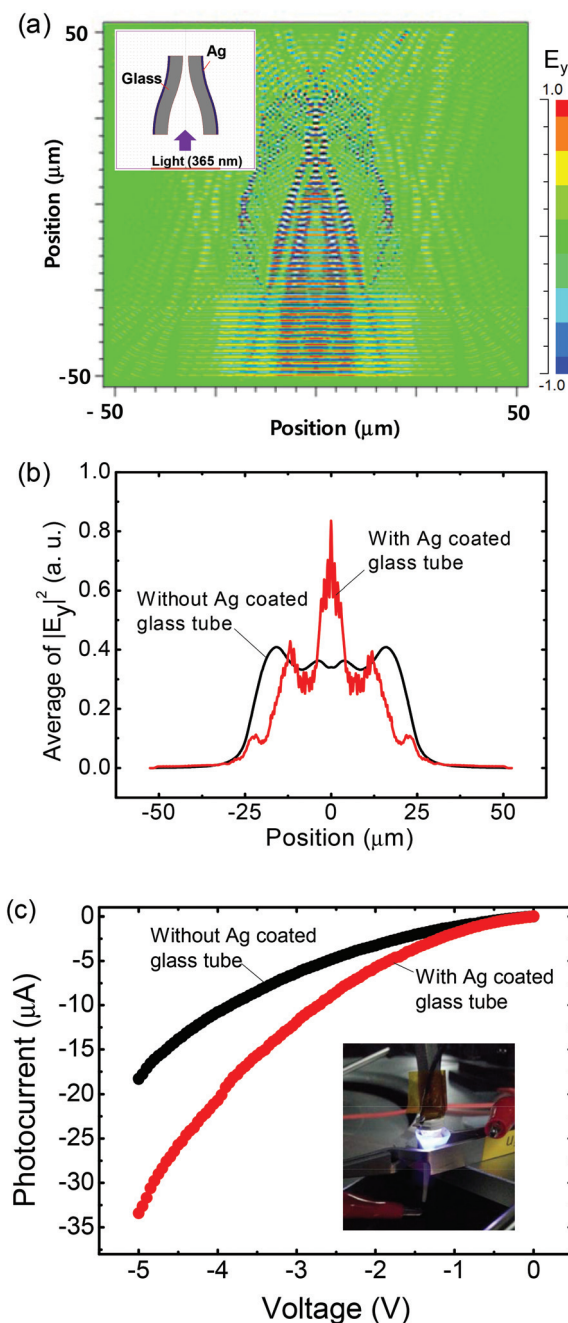 (a)
50
Ag
Glass
Light (365 nm)
E_y
1.0
-1.0
Position (μm)
-50
- 50
50
Position (μm)
(b)
1.0
0.8
0.6
0.4
0.2
0.0
Average of |E_y|² (a. u.)
With Ag coated
glass tube
Without Ag coated
glass tube
-50
-25
0
25
50
Position (μm)
(c)
0
-5
-10
-15
-20
-25
-30
-35
Photocurrent (μA)
Without Ag coated
glass tube
With Ag coated
glass tube
-5
-4
-3
-2
-1
0
Voltage (V)